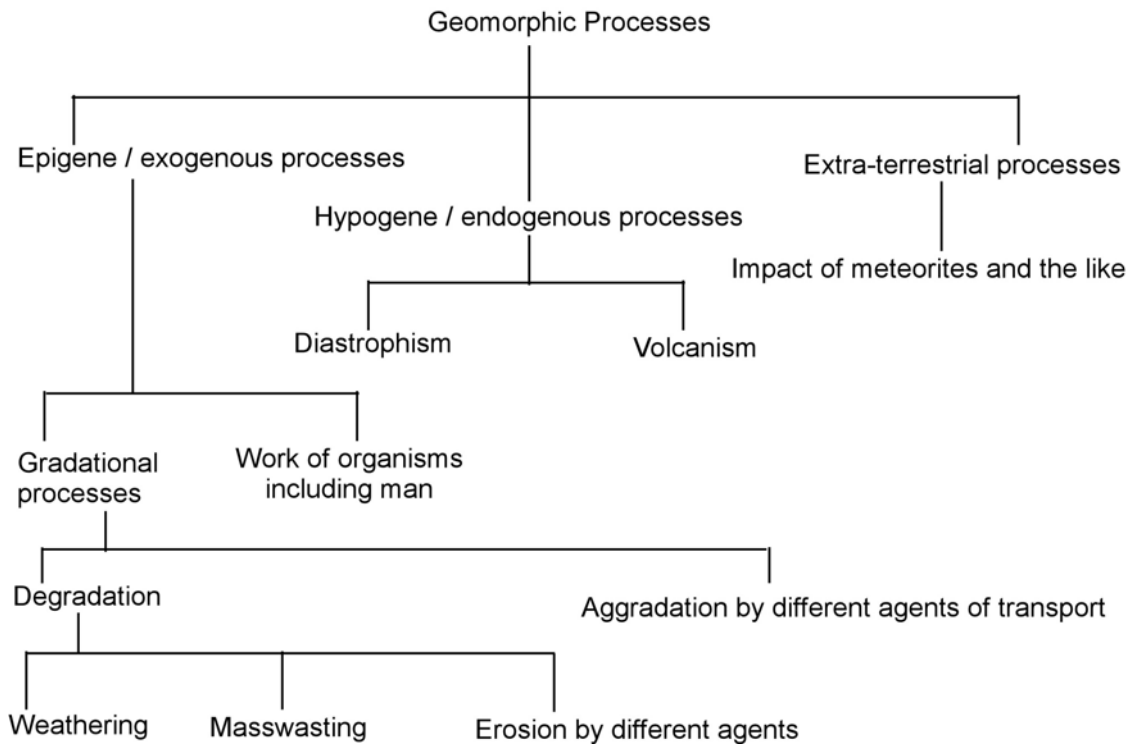 Geomorphic Processes
Epigene / exogenous processes
Extra-terrestrial processes
Hypogene / endogenous processes
Impact of meteorites and the like
Diastrophism
Volcanism
Gradational
processes
Work of organisms
including man
Degradation
Aggradation by different agents of transport
Weathering
Masswasting
Erosion by different agents